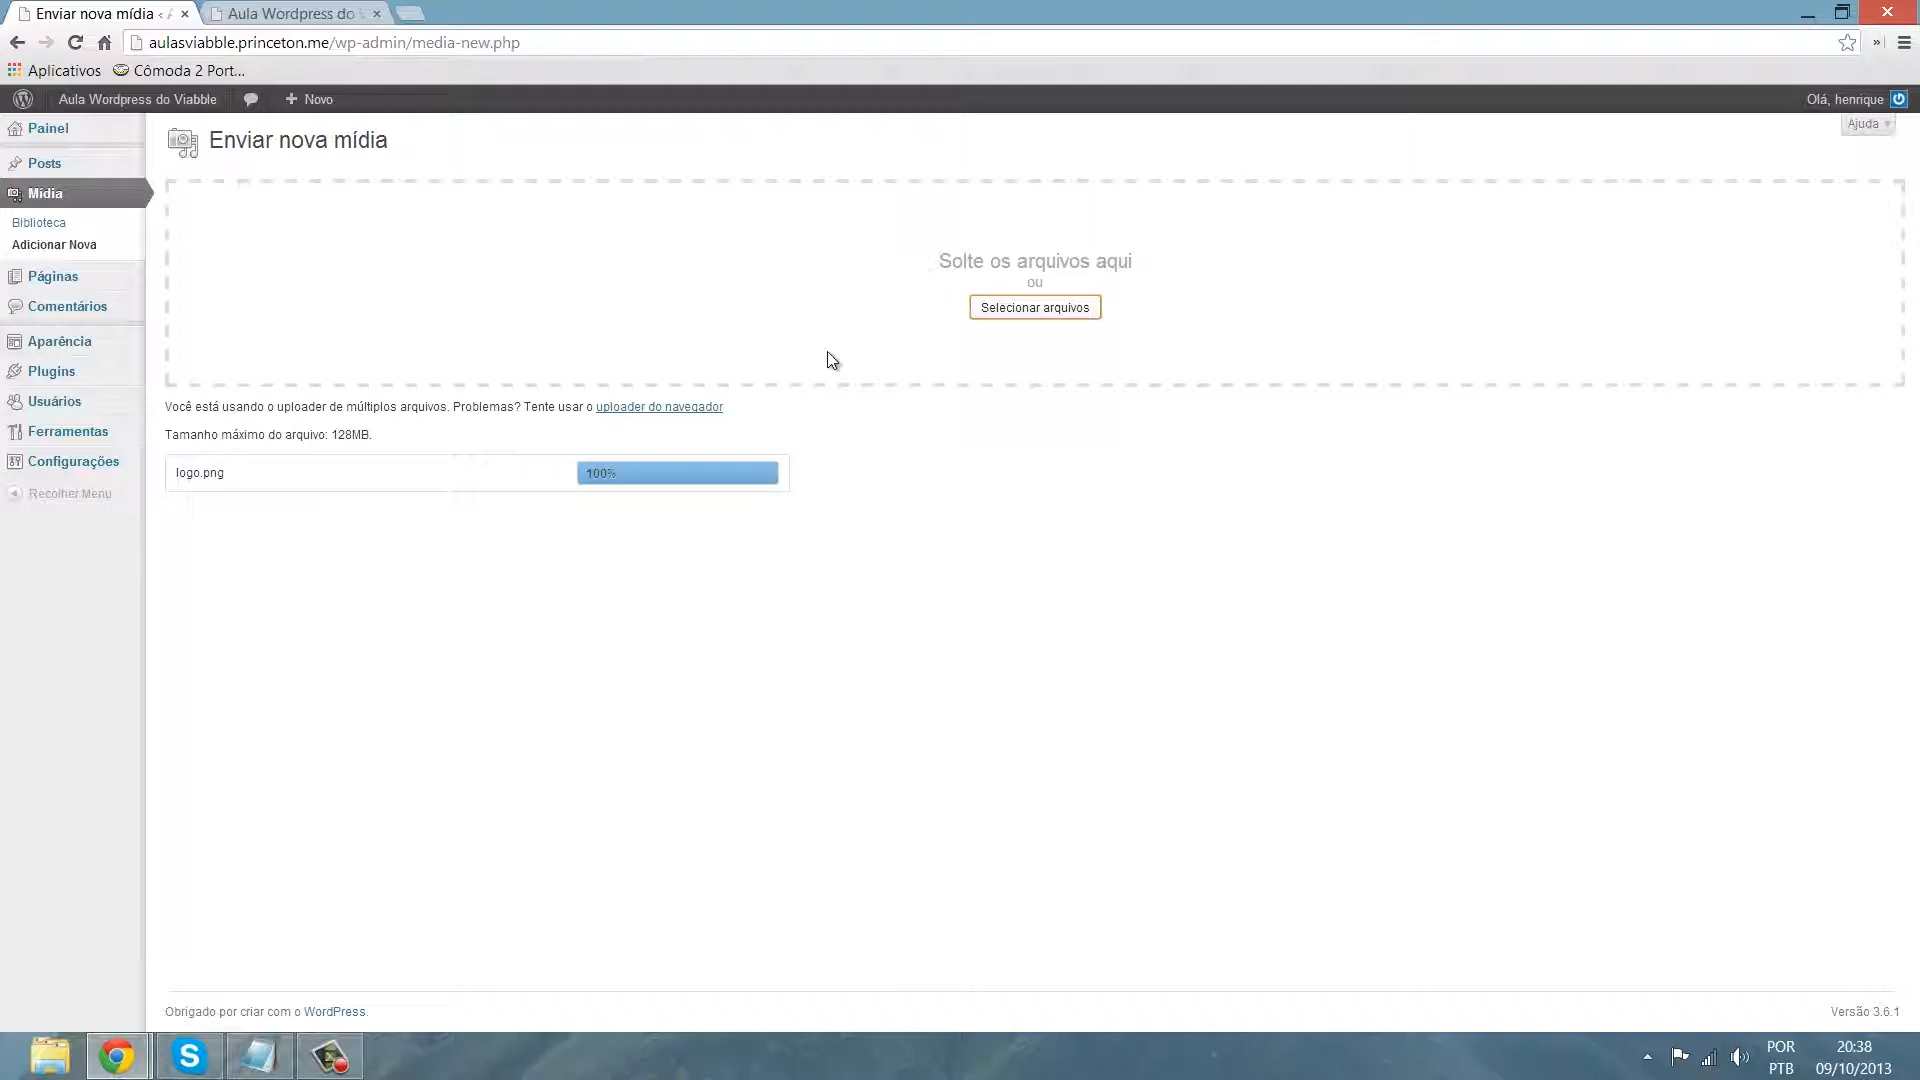 Enviar nova mídia ‹
Aula Wordpress do
aulasviabble.princeton.me/wp-admin/media-new.php
»
Aplicativos Cômoda 2 Port...
Aula Wordpress do Viabble + Novo Olá, henrique
Ajuda
Painel
Enviar nova mídia
Posts
Mídia
Biblioteca
Adicionar Nova
Páginas
Comentários
Aparência
Plugins
Usuários
Ferramentas
Configurações
Recolher Menu
Solte os arquivos aqui
ou
Selecionar arquivos
Você está usando o uploader de múltiplos arquivos. Problemas? Tente usar o uploader do navegador
Tamanho máximo do arquivo: 128MB.
logo.png 100%
Obrigado por criar com o WordPress. Versão 3.6.1
POR 20:38
PTB 09/10/2013